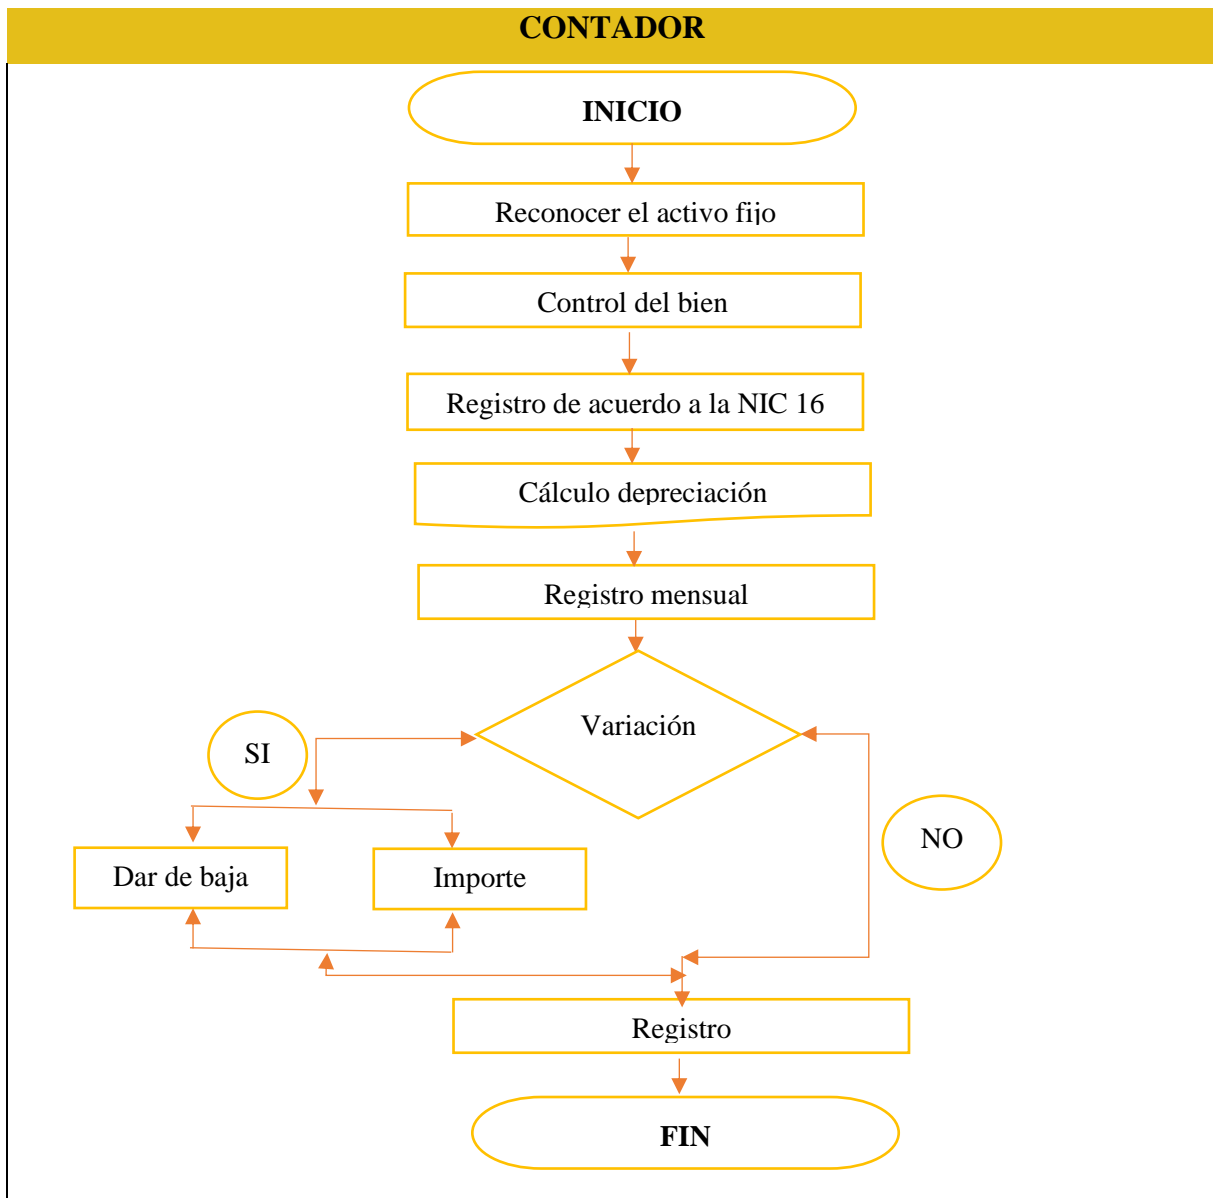 CONTADOR
INICIO
Reconocer el activo fijo
Control del bien
Registro de acuerdo a la NIC 16
Cálculo depreciación
Registro mensual
Variación
SI
NO
Dar de baja
Importe
Registro
FIN